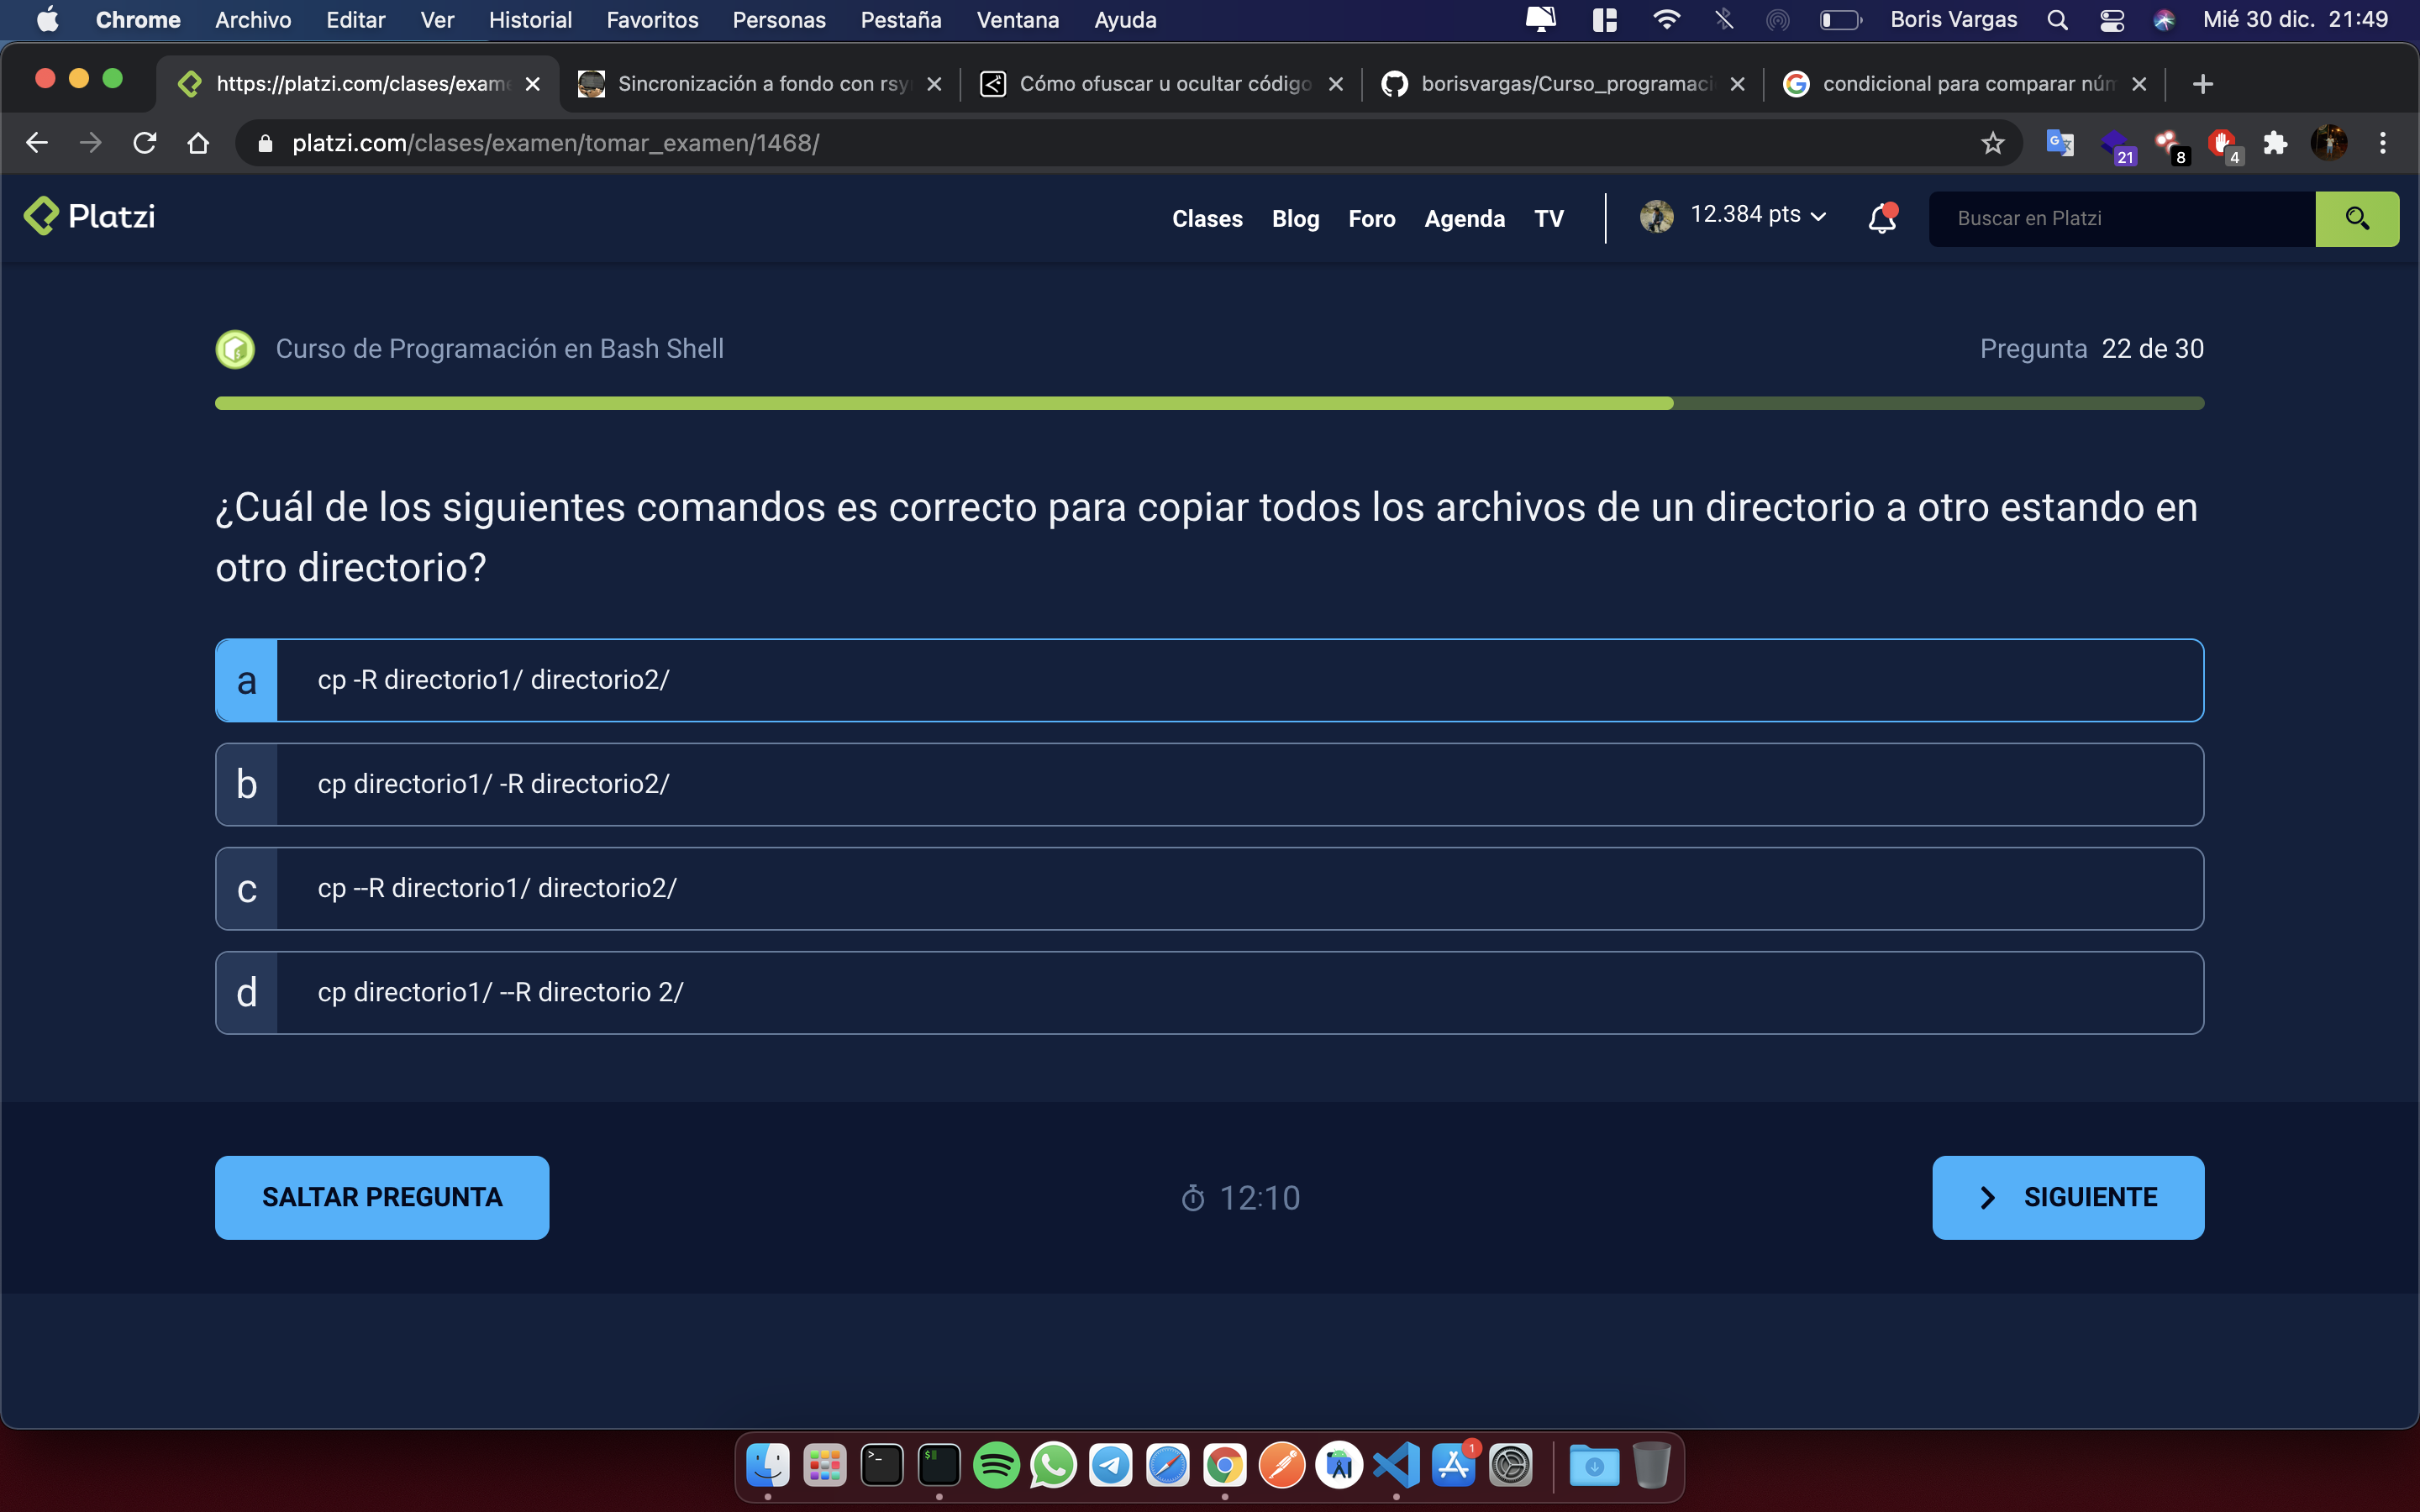 Chrome Archivo Editar Ver Historial Favoritos Personas Pestaña Ventana Ayuda Boris Vargas Mié 30 dic. 21:49
https://platzi.com/clases/exame Sincronización a fondo con rsy Cómo ofuscar u ocultar código borisvargas/Curso_programaci condicional para comparar núm
platzi.com/clases/examen/tomar_examen/1468/ 21 8 4
Platzi Clases Blog Foro Agenda TV 12.384 pts Buscar en Platzi
Curso de Programación en Bash Shell Pregunta 22 de 30
¿Cuál de los siguientes comandos es correcto para copiar todos los archivos de un directorio a otro estando en
otro directorio?
a cp -R directorio1/ directorio2/
b cp directorio1/ -R directorio2/
c cp --R directorio1/ directorio2/
d cp directorio1/ --R directorio 2/
SALTAR PREGUNTA 12:10 SIGUIENTE
1